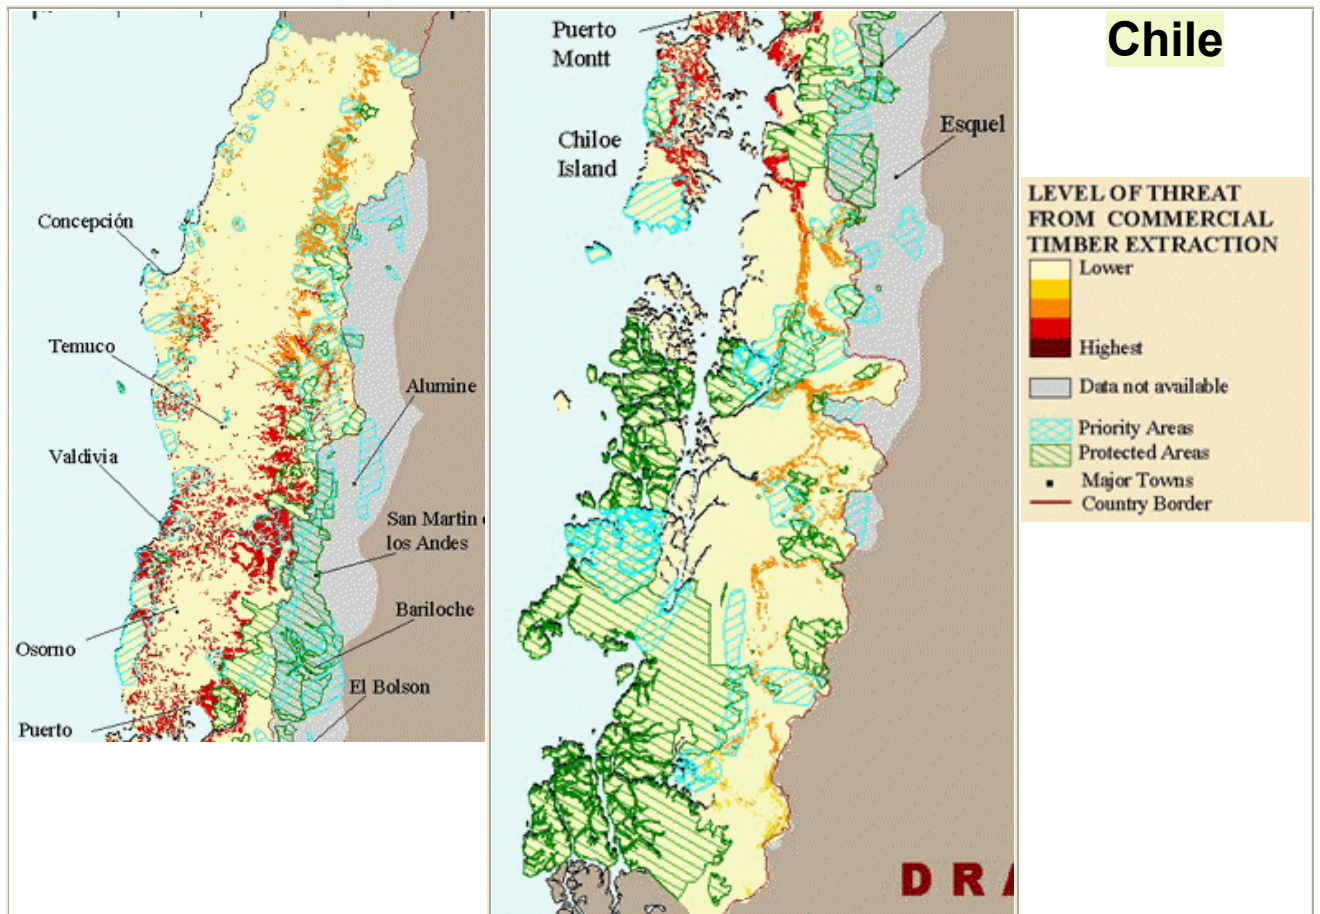 Concepción
Temuco
Alumine
Valdivia
San Martin
los Andes
Bariloche
Osorno
El Bolson
Puerto
Puerto
Montt
Chiloe
Island
Esquel
D R A
Chile
LEVEL OF THREAT
FROM COMMERCIAL
TIMBER EXTRACTION
Lower
Highest
Data not available
Priority Areas
Protected Areas
Major Towns
Country Border